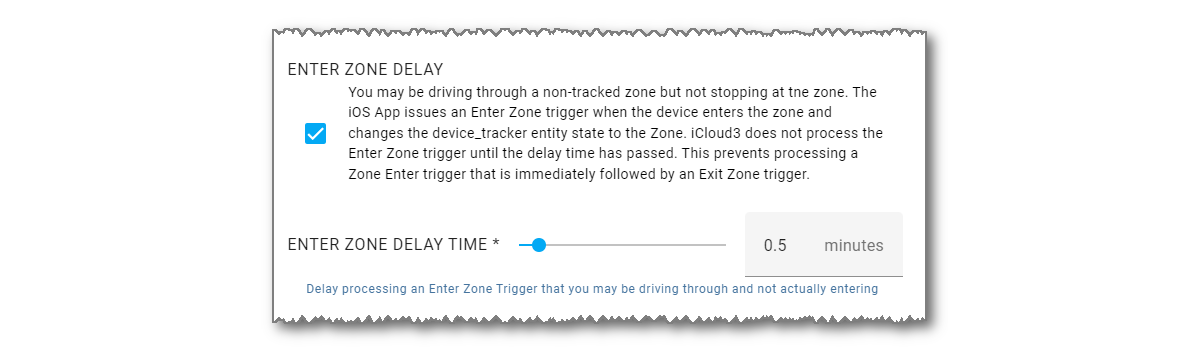 ENTER ZONE DELAY
You may be driving through a non-tracked zone but not stopping at tne zone. The
iOS App issues an Enter Zone trigger when the device enters the zone and
changes the device_tracker entity state to the Zone. iCloud3 does not process the
Enter Zone trigger until the delay time has passed. This prevents processing a
Zone Enter trigger that is immediately followed by an Exit Zone trigger.
ENTER ZONE DELAY TIME * 0.5 minutes
Delay processing an Enter Zone Trigger that you may be driving through and not actually entering